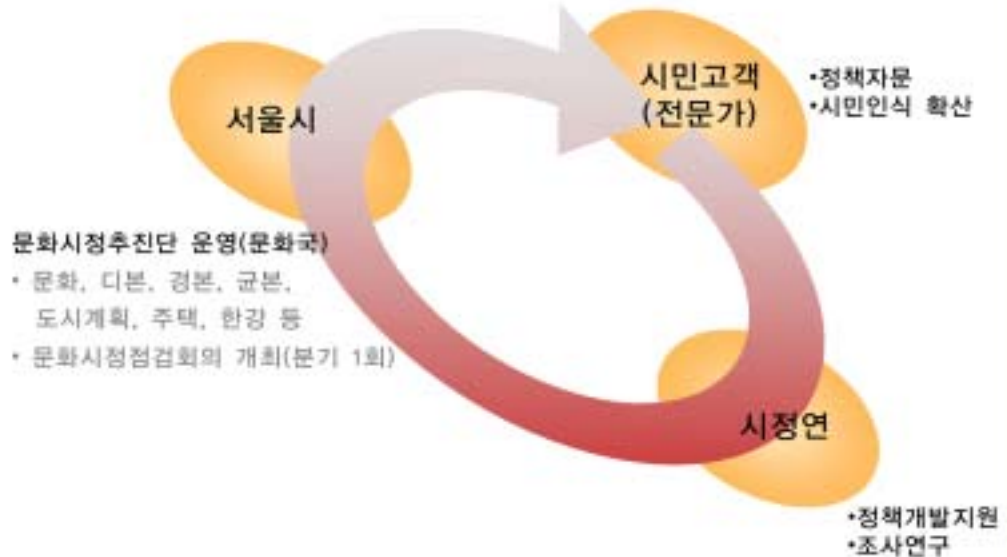 서울시
시민고객
(전문가)
•정책자문
•시민인식 확산
문화시정추진단 운영(문화국)
• 문화, 디본, 경본, 균본,
도시계획, 주택, 한강 등
• 문화시정점검회의 개최(분기 1회)
시정연
•정책개발지원
•조사연구